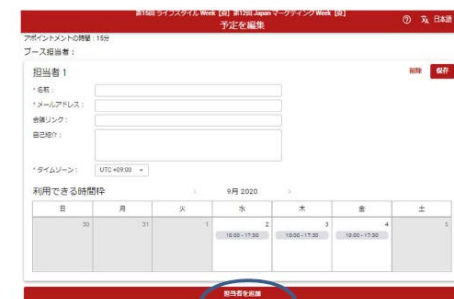 第15回 ライフスタイル Week 【夏】 第12回 Japan マーケティング Week 【夏】
予定を編集
日本語
アポイントメントの時間：15分
ブース担当者：
担当者 1
削除 保存
* 名前：
* メールアドレス：
会議リンク：
自己紹介：
* タイムゾーン： UTC +09:00
利用できる時間枠
9月 2020
日 月 火 水 木 金 土
30 31 1 2 3 4 5
10:00 - 17:30 10:00 - 17:30 10:00 - 17:30
担当者を追加